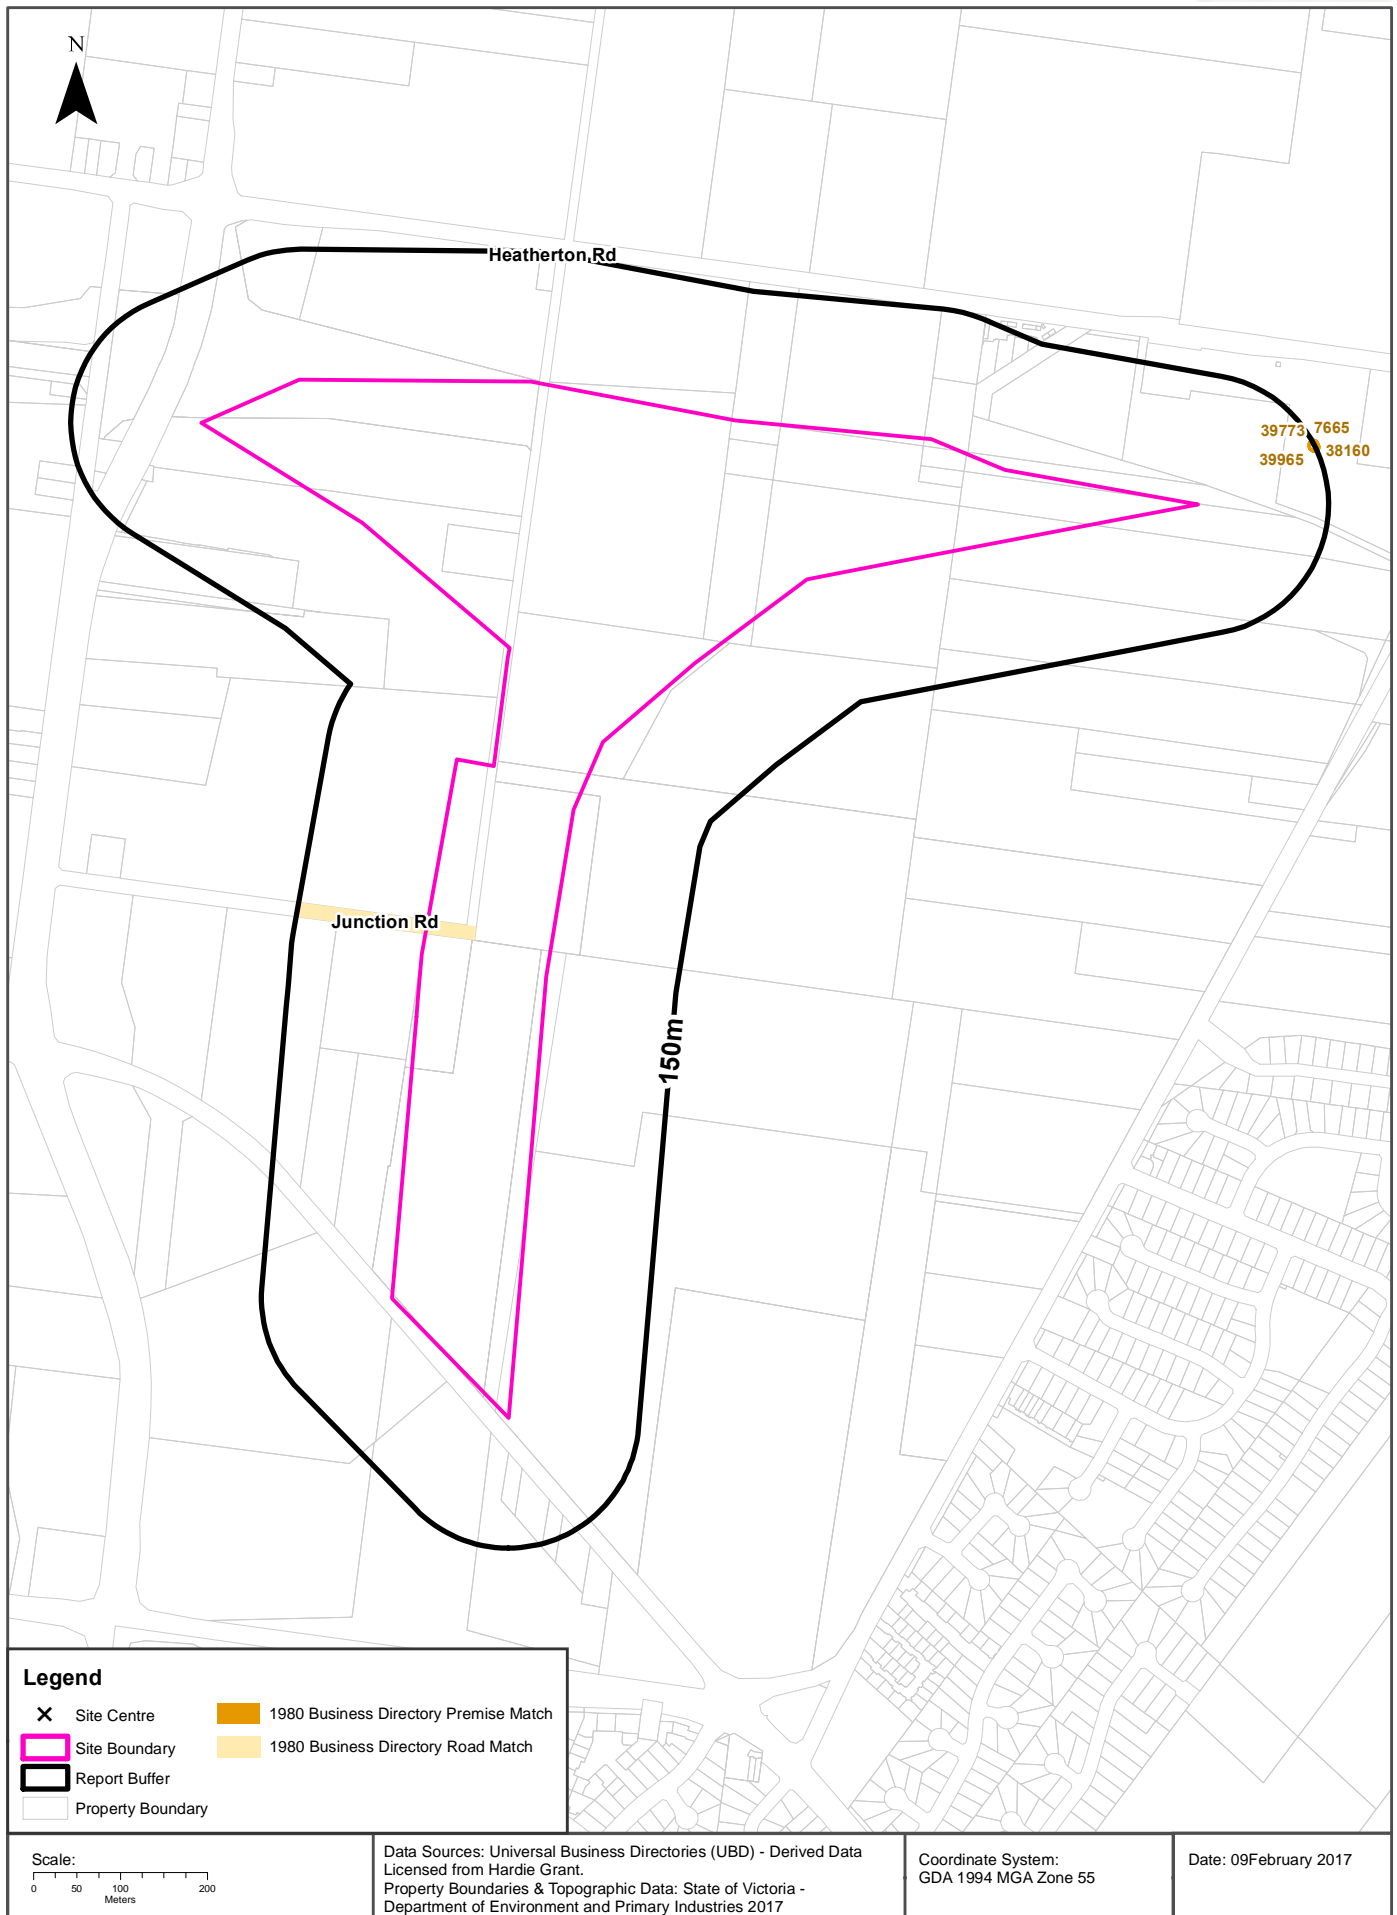 N
Heatherton Rd
39773 7665
38160
39965
Junction Rd
150m
Legend
Site Centre
Site Boundary
Report Buffer
Property Boundary
1980 Business Directory Premise Match
1980 Business Directory Road Match
Scale:
0 50 100 200
Meters
Data Sources: Universal Business Directories (UBD) - Derived Data
Licensed from Hardie Grant.
Property Boundaries & Topographic Data: State of Victoria -
Department of Environment and Primary Industries 2017
Coordinate System:
GDA 1994 MGA Zone 55
Date: 09February 2017